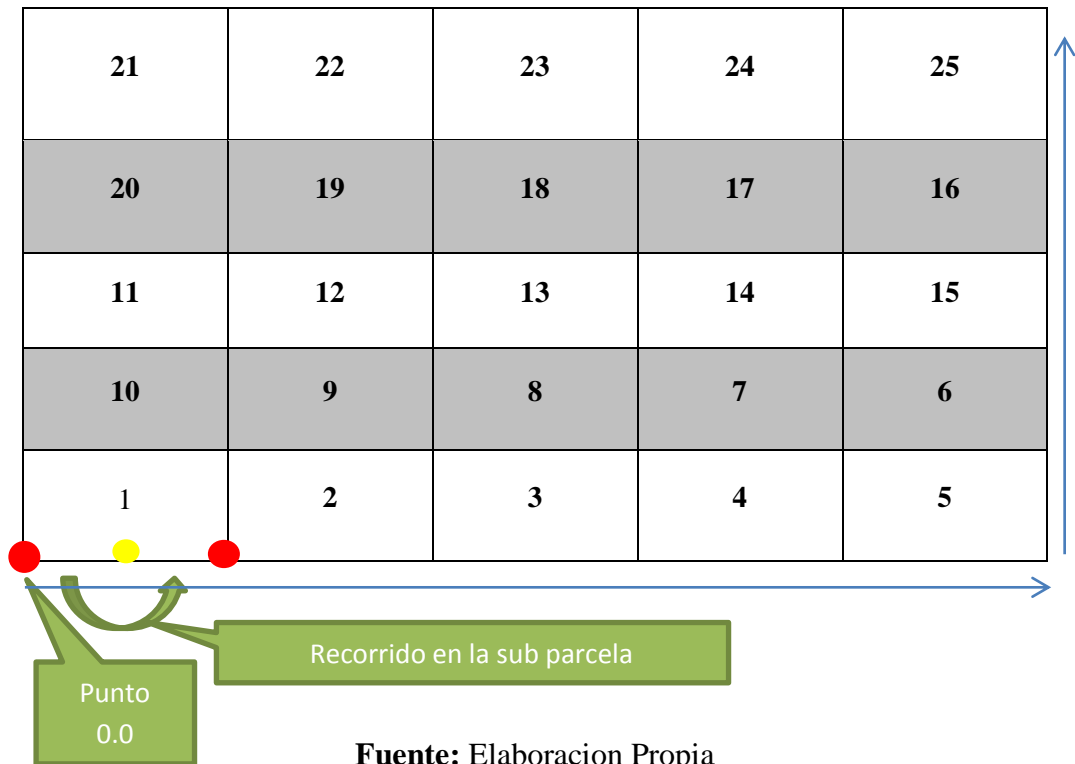 21 22 23 24 25
20 19 18 17 16
11 12 13 14 15
10 9 8 7 6
1 2 3 4 5
Recorrido en la sub parcela
Punto
0.0
Fuente: Elaboracion Propia